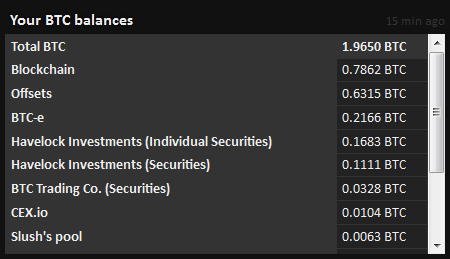 Your BTC balances 15 min ago
Total BTC 1.9650 BTC
Blockchain 0.7862 BTC
Offsets 0.6315 BTC
BTC-e 0.2166 BTC
Havelock Investments (Individual Securities) 0.1683 BTC
Havelock Investments (Securities) 0.1111 BTC
BTC Trading Co. (Securities) 0.0328 BTC
CEX.io 0.0104 BTC
Slush's pool 0.0063 BTC